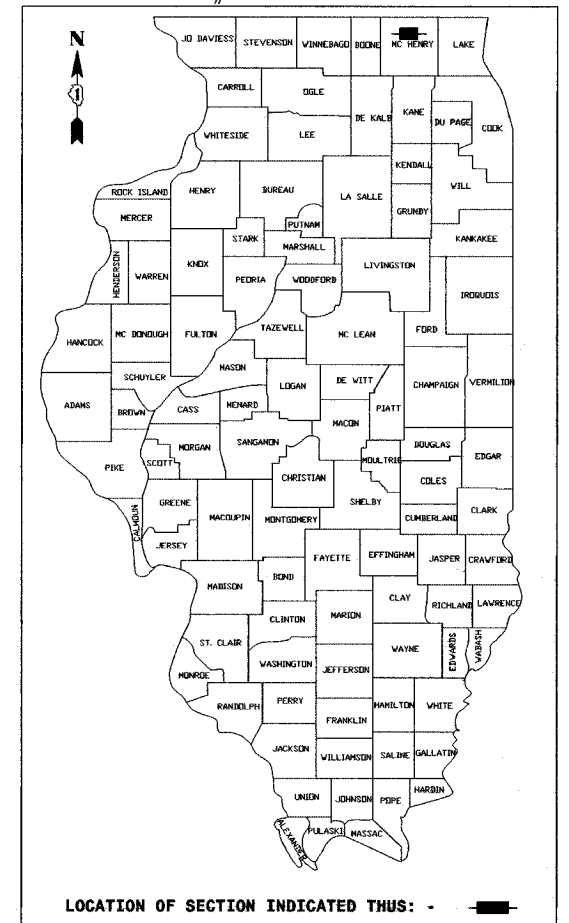 N
JO DAVIESS STEVENSON WINNEBAGO BOONE MC HENRY LAKE
CARROLL OGLE
DE KALB KANE DU PAGE COOK
WHITESIDE LEE
KENDALL WILL
ROCK ISLAND HENRY BUREAU LA SALLE GRUNDY
MERCER PUTNAM
STARK MARSHALL KANKAKEE
HENDERSON WARREN KNOX LIVINGSTON
PEORIA WOODFORD IROQUOIS
HANCOCK MC DONOUGH FULTON TAZEWELL MC LEAN FORD
SCHUYLER MASON
LOGAN DE WITT CHAMPAIGN VERMILION
ADAMS BROWN CASS MENARD PIATT
MACON
MORGAN SANGAMON DOUGLAS
PIKE SCOTT MOULTRIE EDGAR
CHRISTIAN COLES
GREENE SHELBY
CALHOUN MACOUPIN MONTGOMERY CUMBERLAND CLARK
JERSEY FAYETTE EFFINGHAM JASPER CRAWFORD
BOND
MADISON CLAY
CLINTON MARION RICHLAND LAWRENCE
ST. CLAIR WAYNE EDWARDS WABASH
WASHINGTON JEFFERSON
MONROE
RANDOLPH PERRY HAMILTON WHITE
FRANKLIN
JACKSON WILLIAMSON SALINE GALLATIN
UNION JOHNSON POPE HARDIN
ALEXANDER PULASKI MASSAC
LOCATION OF SECTION INDICATED THUS: -